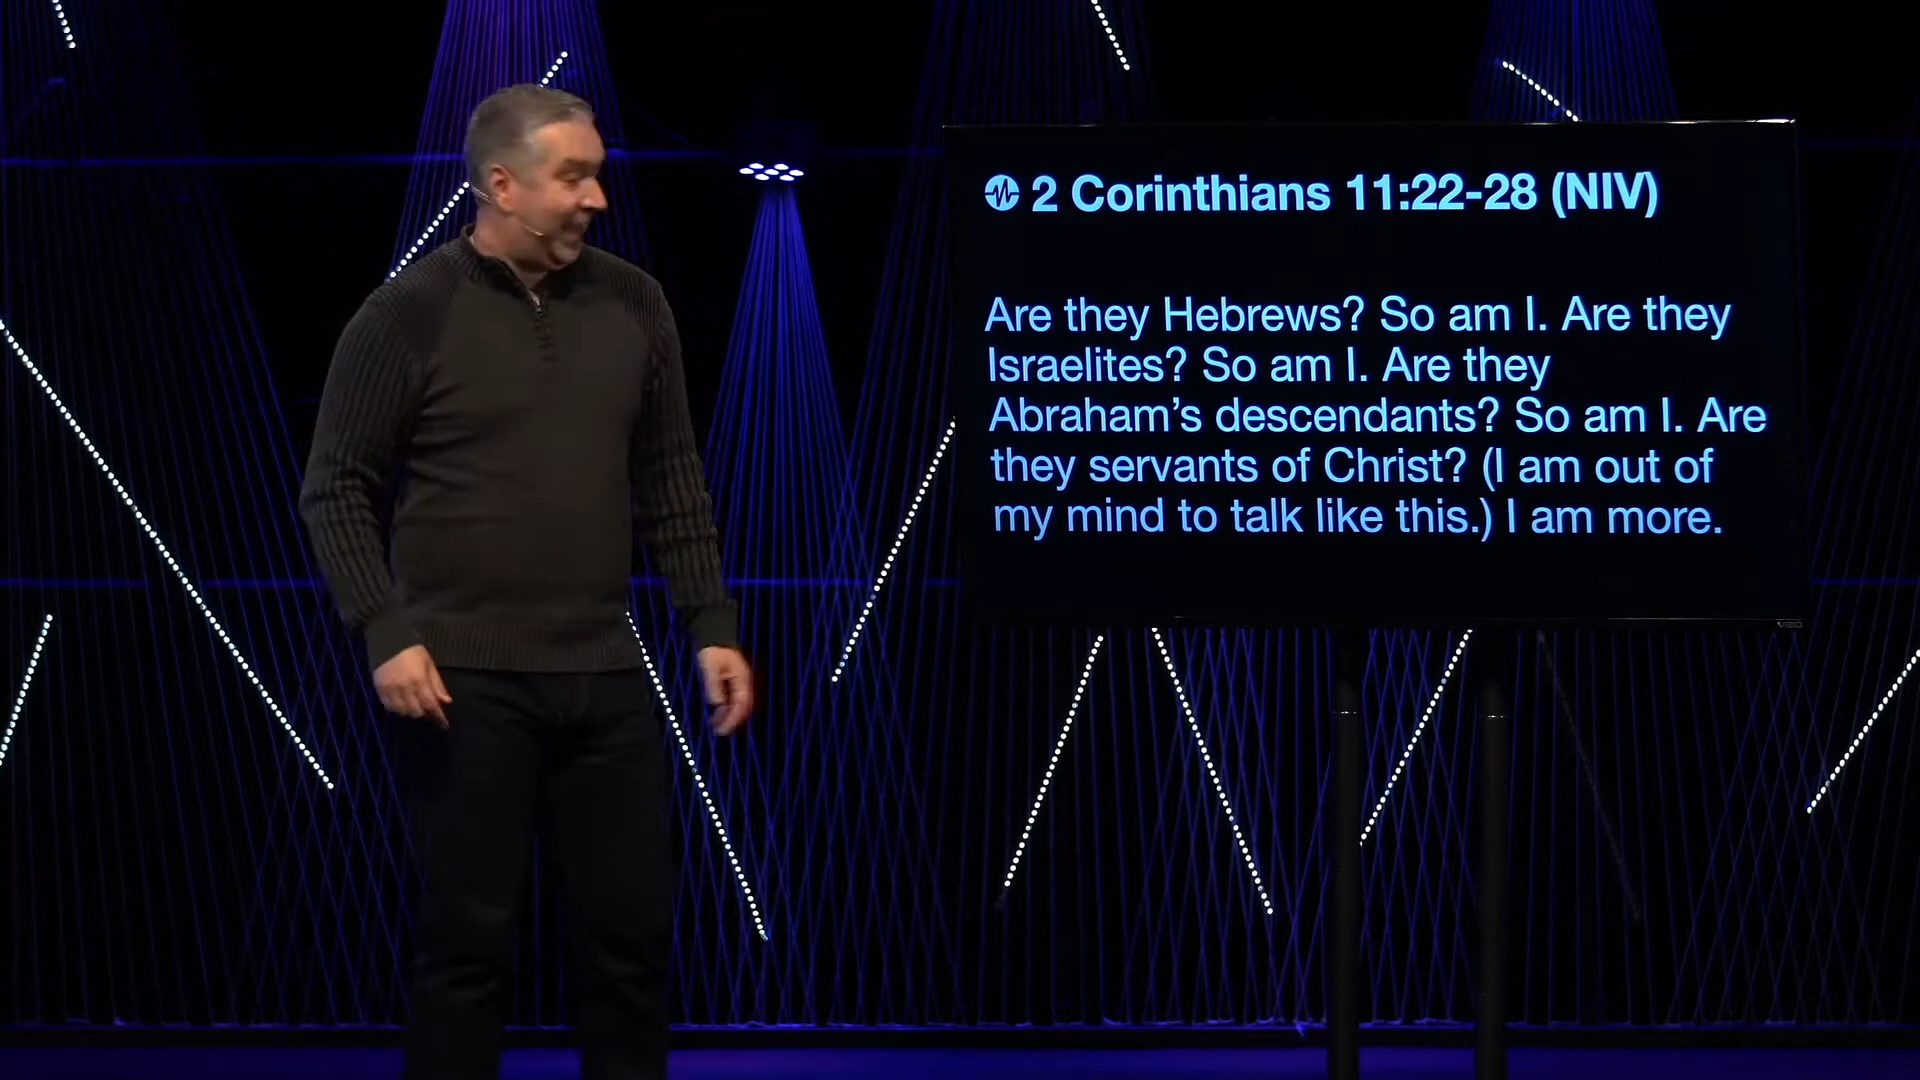 2 Corinthians 11:22-28 (NIV)
Are they Hebrews? So am I. Are they
Israelites? So am I. Are they
Abraham’s descendants? So am I. Are
they servants of Christ? (I am out of
my mind to talk like this.) I am more.
VIZIO